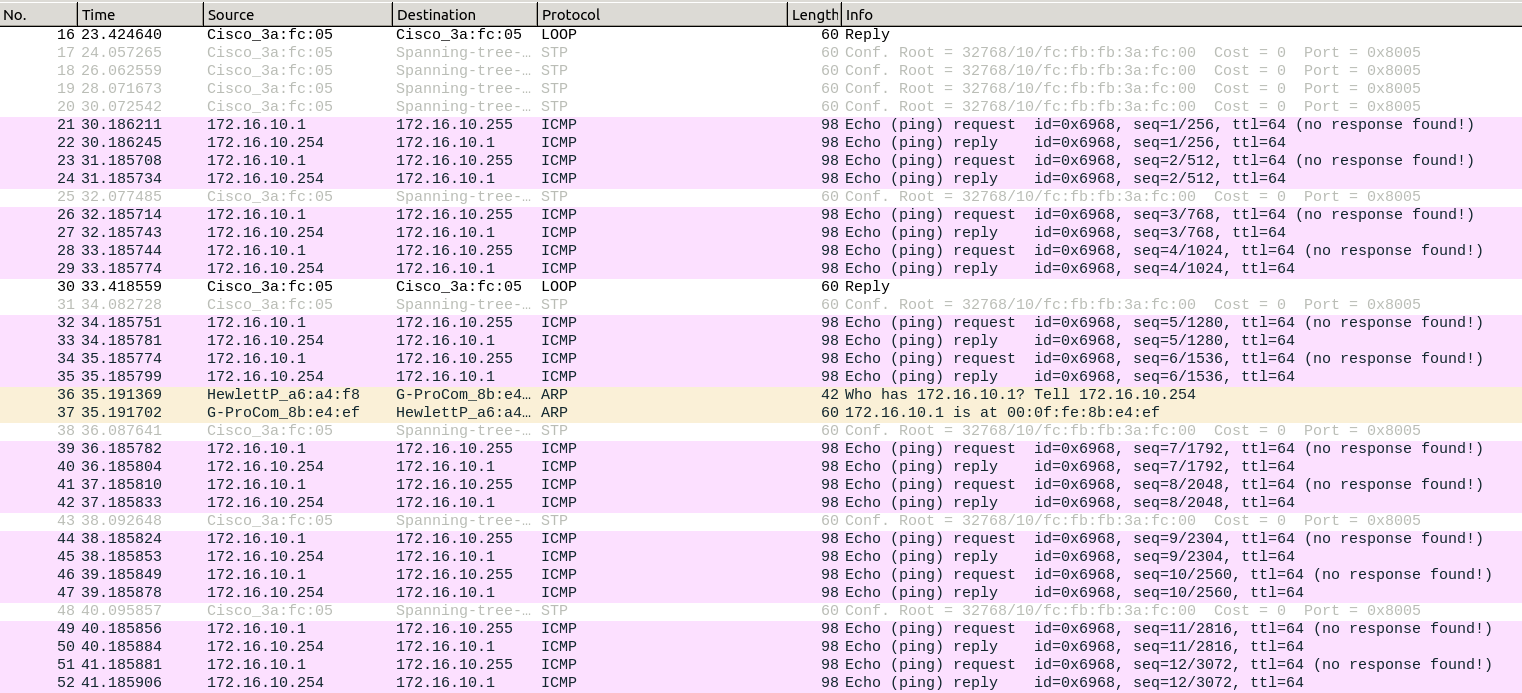 No. Time Source Destination Protocol Length Info
16 23.424640 Cisco_3a:fc:05 Cisco_3a:fc:05 LOOP 60 Reply
17 24.057265 Cisco_3a:fc:05 Spanning-tree-… STP 60 Conf. Root = 32768/10/fc:fb:fb:3a:fc:00 Cost = 0 Port = 0x8005
18 26.062559 Cisco_3a:fc:05 Spanning-tree-… STP 60 Conf. Root = 32768/10/fc:fb:fb:3a:fc:00 Cost = 0 Port = 0x8005
19 28.071673 Cisco_3a:fc:05 Spanning-tree-… STP 60 Conf. Root = 32768/10/fc:fb:fb:3a:fc:00 Cost = 0 Port = 0x8005
20 30.072542 Cisco_3a:fc:05 Spanning-tree-… STP 60 Conf. Root = 32768/10/fc:fb:fb:3a:fc:00 Cost = 0 Port = 0x8005
21 30.186211 172.16.10.1 172.16.10.255 ICMP 98 Echo (ping) request id=0x6968, seq=1/256, ttl=64 (no response found!)
22 30.186245 172.16.10.254 172.16.10.1 ICMP 98 Echo (ping) reply id=0x6968, seq=1/256, ttl=64
23 31.185708 172.16.10.1 172.16.10.255 ICMP 98 Echo (ping) request id=0x6968, seq=2/512, ttl=64 (no response found!)
24 31.185734 172.16.10.254 172.16.10.1 ICMP 98 Echo (ping) reply id=0x6968, seq=2/512, ttl=64
25 32.077485 Cisco_3a:fc:05 Spanning-tree-… STP 60 Conf. Root = 32768/10/fc:fb:fb:3a:fc:00 Cost = 0 Port = 0x8005
26 32.185714 172.16.10.1 172.16.10.255 ICMP 98 Echo (ping) request id=0x6968, seq=3/768, ttl=64 (no response found!)
27 32.185743 172.16.10.254 172.16.10.1 ICMP 98 Echo (ping) reply id=0x6968, seq=3/768, ttl=64
28 33.185744 172.16.10.1 172.16.10.255 ICMP 98 Echo (ping) request id=0x6968, seq=4/1024, ttl=64 (no response found!)
29 33.185774 172.16.10.254 172.16.10.1 ICMP 98 Echo (ping) reply id=0x6968, seq=4/1024, ttl=64
30 33.418559 Cisco_3a:fc:05 Cisco_3a:fc:05 LOOP 60 Reply
31 34.082728 Cisco_3a:fc:05 Spanning-tree-… STP 60 Conf. Root = 32768/10/fc:fb:fb:3a:fc:00 Cost = 0 Port = 0x8005
32 34.185751 172.16.10.1 172.16.10.255 ICMP 98 Echo (ping) request id=0x6968, seq=5/1280, ttl=64 (no response found!)
33 34.185781 172.16.10.254 172.16.10.1 ICMP 98 Echo (ping) reply id=0x6968, seq=5/1280, ttl=64
34 35.185774 172.16.10.1 172.16.10.255 ICMP 98 Echo (ping) request id=0x6968, seq=6/1536, ttl=64 (no response found!)
35 35.185799 172.16.10.254 172.16.10.1 ICMP 98 Echo (ping) reply id=0x6968, seq=6/1536, ttl=64
36 35.191369 HewlettP_a6:a4:f8 G-ProCom_8b:e4… ARP 42 Who has 172.16.10.1? Tell 172.16.10.254
37 35.191702 G-ProCom_8b:e4:ef HewlettP_a6:a4… ARP 60 172.16.10.1 is at 00:0f:fe:8b:e4:ef
38 36.087641 Cisco_3a:fc:05 Spanning-tree-… STP 60 Conf. Root = 32768/10/fc:fb:fb:3a:fc:00 Cost = 0 Port = 0x8005
39 36.185782 172.16.10.1 172.16.10.255 ICMP 98 Echo (ping) request id=0x6968, seq=7/1792, ttl=64 (no response found!)
40 36.185804 172.16.10.254 172.16.10.1 ICMP 98 Echo (ping) reply id=0x6968, seq=7/1792, ttl=64
41 37.185810 172.16.10.1 172.16.10.255 ICMP 98 Echo (ping) request id=0x6968, seq=8/2048, ttl=64 (no response found!)
42 37.185833 172.16.10.254 172.16.10.1 ICMP 98 Echo (ping) reply id=0x6968, seq=8/2048, ttl=64
43 38.092648 Cisco_3a:fc:05 Spanning-tree-… STP 60 Conf. Root = 32768/10/fc:fb:fb:3a:fc:00 Cost = 0 Port = 0x8005
44 38.185824 172.16.10.1 172.16.10.255 ICMP 98 Echo (ping) request id=0x6968, seq=9/2304, ttl=64 (no response found!)
45 38.185853 172.16.10.254 172.16.10.1 ICMP 98 Echo (ping) reply id=0x6968, seq=9/2304, ttl=64
46 39.185849 172.16.10.1 172.16.10.255 ICMP 98 Echo (ping) request id=0x6968, seq=10/2560, ttl=64 (no response found!)
47 39.185878 172.16.10.254 172.16.10.1 ICMP 98 Echo (ping) reply id=0x6968, seq=10/2560, ttl=64
48 40.095857 Cisco_3a:fc:05 Spanning-tree-… STP 60 Conf. Root = 32768/10/fc:fb:fb:3a:fc:00 Cost = 0 Port = 0x8005
49 40.185856 172.16.10.1 172.16.10.255 ICMP 98 Echo (ping) request id=0x6968, seq=11/2816, ttl=64 (no response found!)
50 40.185884 172.16.10.254 172.16.10.1 ICMP 98 Echo (ping) reply id=0x6968, seq=11/2816, ttl=64
51 41.185881 172.16.10.1 172.16.10.255 ICMP 98 Echo (ping) request id=0x6968, seq=12/3072, ttl=64 (no response found!)
52 41.185906 172.16.10.254 172.16.10.1 ICMP 98 Echo (ping) reply id=0x6968, seq=12/3072, ttl=64